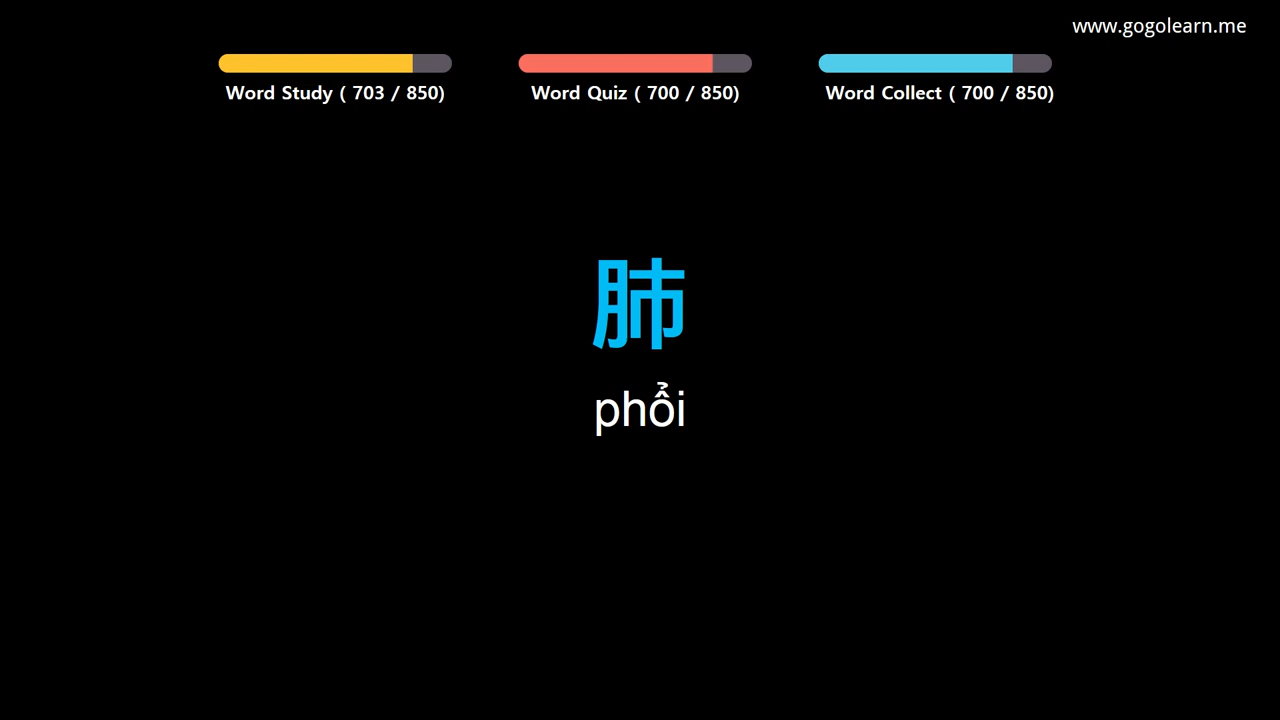 www.gogolearn.me
Word Study ( 703 / 850)
Word Quiz ( 700 / 850)
Word Collect ( 700 / 850)
肺
phổi